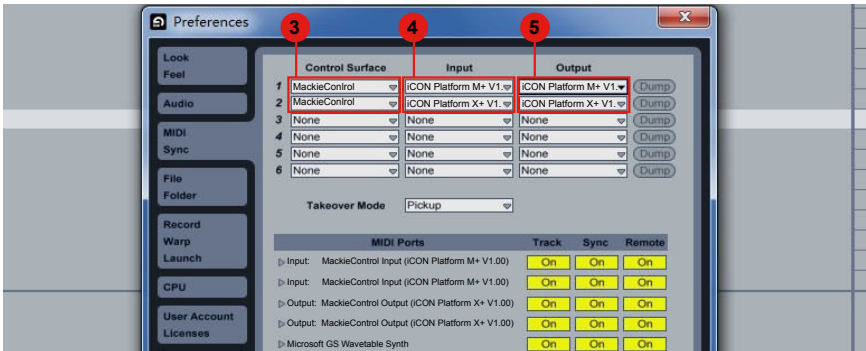 Preferences
x
3 4 5
Look
Feel
Audio
MIDI
Sync
File
Folder
Record
Warp
Launch
CPU
User Account
Licenses
Control Surface Input Output
1 MackieConlrol iCON Platform M+ V1. iCON Platform M+ V1. Dump
2 MackieConlrol iCON Platform X+ V1. iCON Platform X+ V1. Dump
3 None None None Dump
4 None None None Dump
5 None None None Dump
6 None None None Dump
Takeover Mode Pickup
MIDI Ports Track Sync Remote
Input: MackieControl Input (iCON Platform M+ V1.00) On On On
Input: MackieControl Input (iCON Platform M+ V1.00) On On On
Output: MackieControl Output (iCON Platform X+ V1.00) On On On
Output: MackieControl Output (iCON Platform X+ V1.00) On On On
Microsoft GS Wavetable Synth On On On